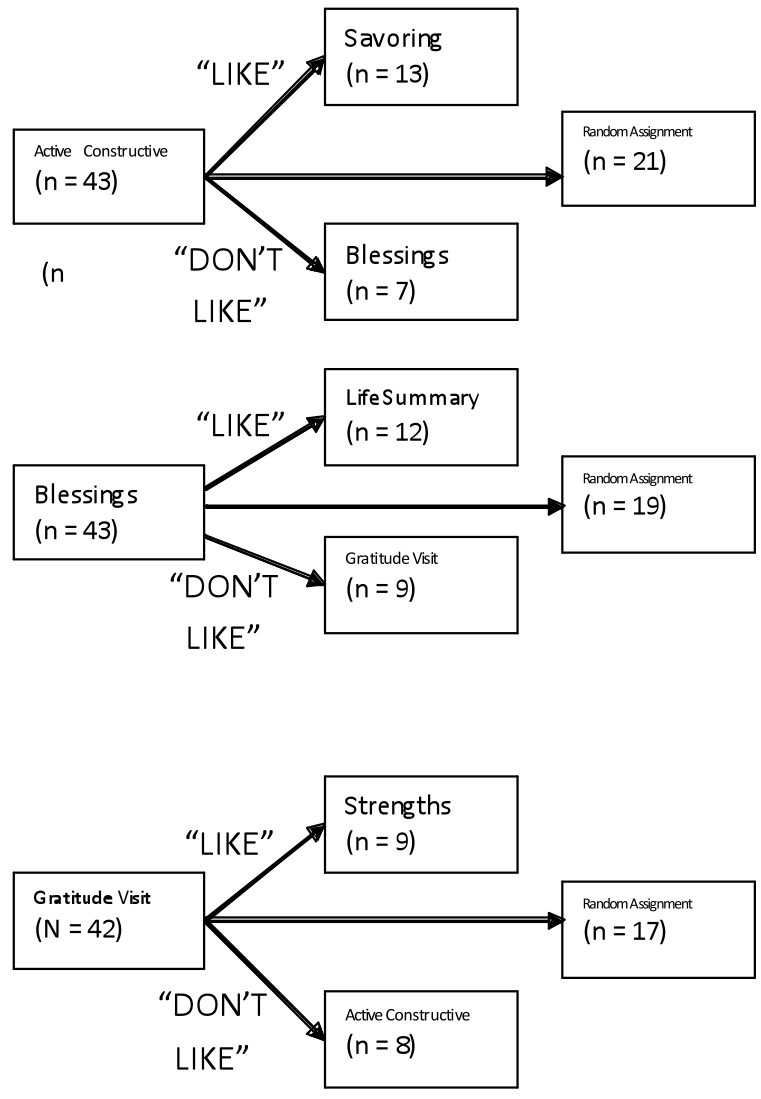 Savoring
(n = 13)
“LIKE”
Random Assignment
(n = 21)
Active Constructive
(n = 43)
“DON’T
LIKE”
Blessings
(n = 7)
(n
Life Summary
(n = 12)
“LIKE”
Random Assignment
(n = 19)
Blessings
(n = 43)
Gratitude Visit
(n = 9)
“DON’T
LIKE”
Strengths
(n = 9)
“LIKE”
Random Assignment
(n = 17)
Gratitude Visit
(N = 42)
“DON’T
LIKE”
Active Constructive
(n = 8)